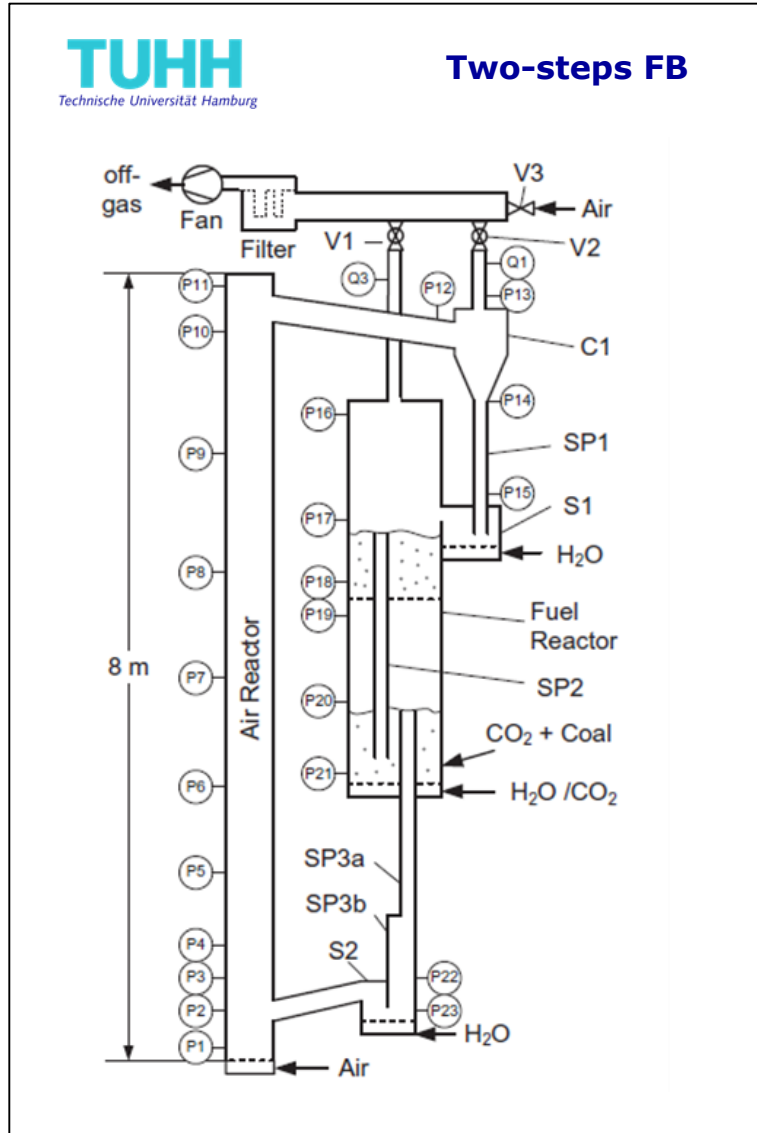 TUHH
Technische Universität Hamburg
Two-steps FB
off-
gas
Fan
Filter
V3
Air
V1
V2
Q3
Q1
P12
P13
P11
P10
C1
P16
P14
P9
SP1
P15
P17
S1
H₂O
P8
P18
P19
Fuel
Reactor
8 m
Air Reactor
P7
SP2
P20
CO₂ + Coal
P21
H₂O /CO₂
P6
SP3a
P5
SP3b
P4
S2
P3
P22
P2
P23
H₂O
P1
Air